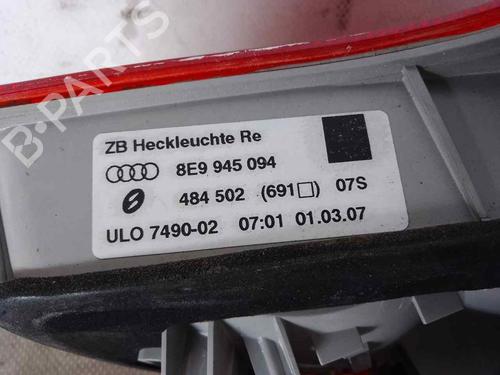 B-PARTS
ZB Heckleuchte Re
8E9 945 094
484 502 (691□) 07S
ULO 7490-02 07:01 01.03.07